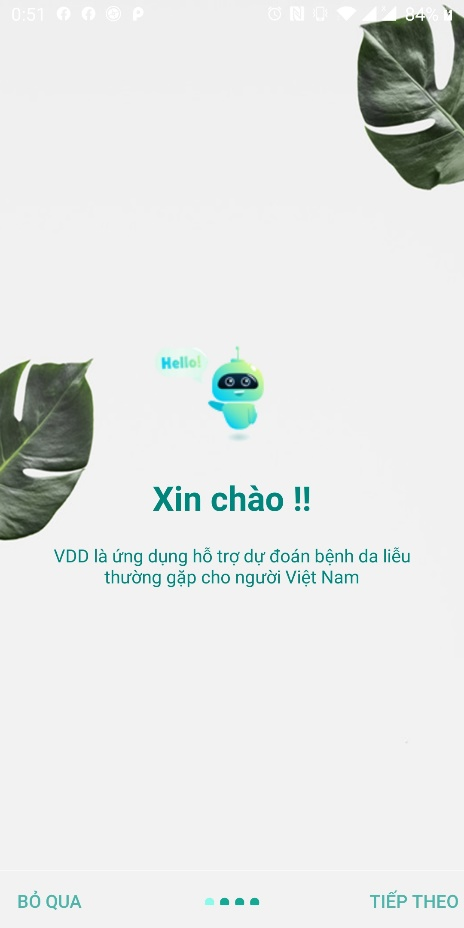 0:51
84%
Hello!
Xin chào !!
VDD là ứng dụng hỗ trợ dự đoán bệnh da liễu
thường gặp cho người Việt Nam
BỎ QUA
TIẾP THEO